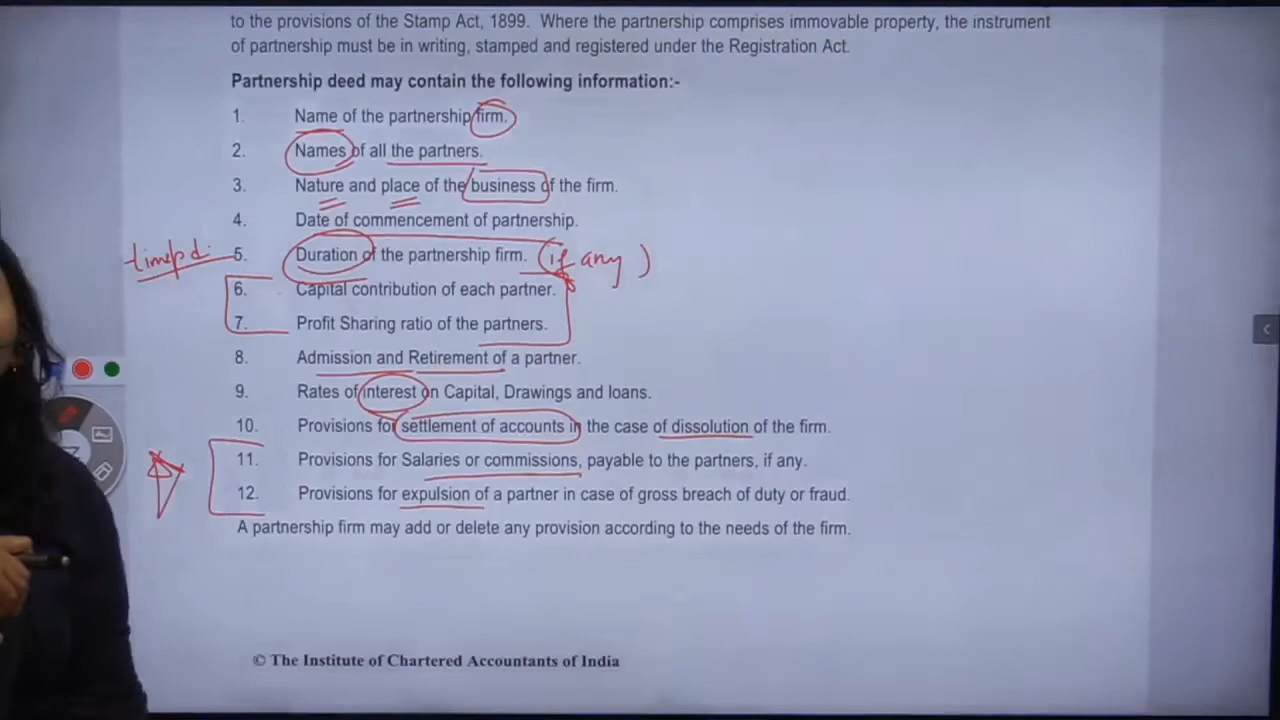 to the provisions of the Stamp Act, 1899. Where the partnership comprises immovable property, the instrument
of partnership must be in writing, stamped and registered under the Registration Act.
Partnership deed may contain the following information:-
1. Name of the partnership firm.
2. Names of all the partners.
3. Nature and place of the business of the firm.
4. Date of commencement of partnership.
5. Duration of the partnership firm. (if any)
6. Capital contribution of each partner.
7. Profit Sharing ratio of the partners.
8. Admission and Retirement of a partner.
9. Rates of interest on Capital, Drawings and loans.
10. Provisions for settlement of accounts in the case of dissolution of the firm.
11. Provisions for Salaries or commissions, payable to the partners, if any.
12. Provisions for expulsion of a partner in case of gross breach of duty or fraud.
A partnership firm may add or delete any provision according to the needs of the firm.
© The Institute of Chartered Accountants of India